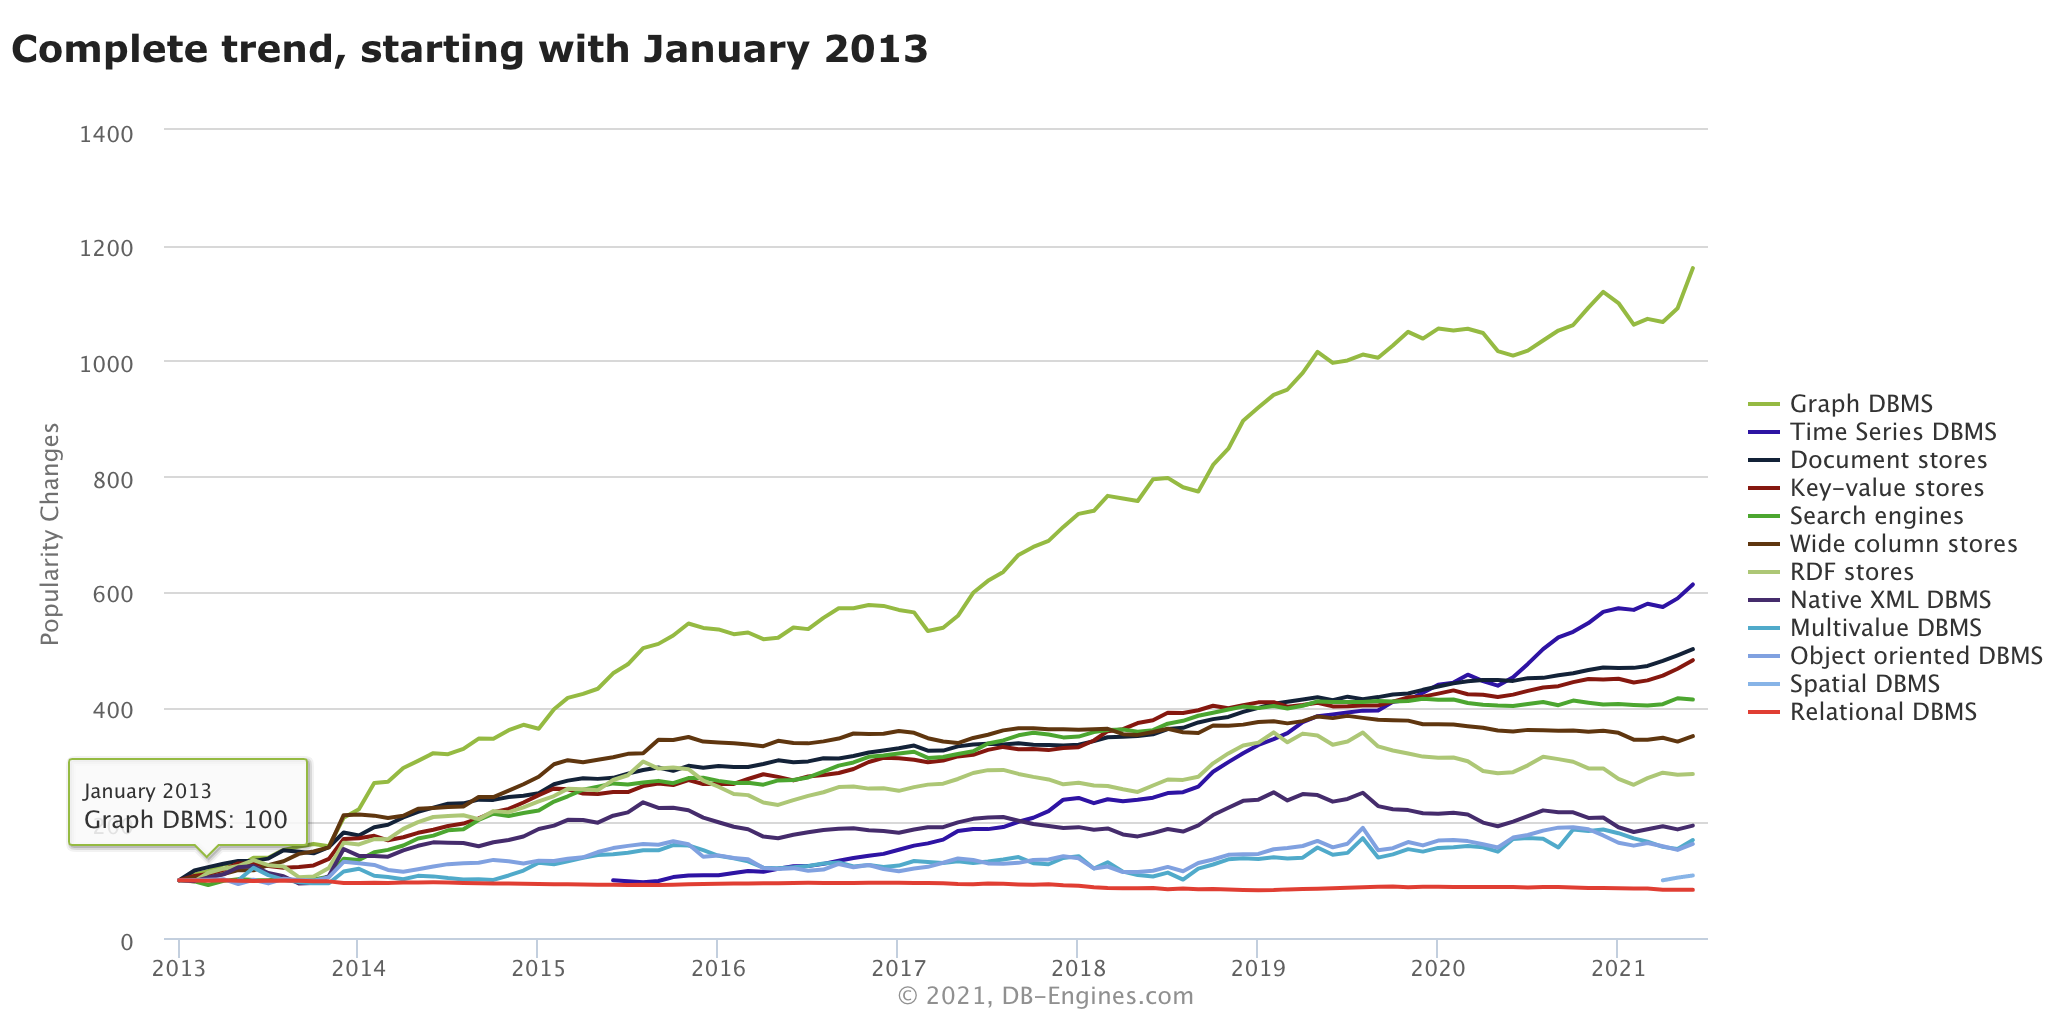 Complete trend, starting with January 2013
1400
1200
1000
800
600
400
200
0
Popularity Changes
January 2013
Graph DBMS: 100
2013
2014
2015
2016
2017
2018
2019
2020
2021
© 2021, DB-Engines.com
Graph DBMS
Time Series DBMS
Document stores
Key-value stores
Search engines
Wide column stores
RDF stores
Native XML DBMS
Multivalue DBMS
Object oriented DBMS
Spatial DBMS
Relational DBMS